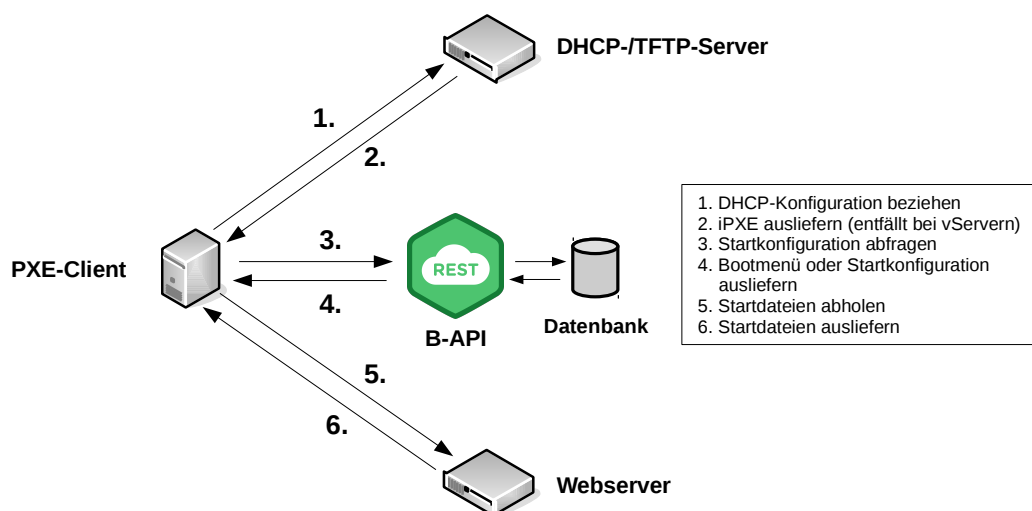 DHCP-/TFTP-Server
1.
2.
PXE-Client
3.
4.
REST
B-API
Datenbank
1. DHCP-Konfiguration beziehen
2. iPXE ausliefern (entfällt bei vServern)
3. Startkonfiguration abfragen
4. Bootmenü oder Startkonfiguration
ausliefern
5. Startdateien abholen
6. Startdateien ausliefern
5.
6.
Webserver